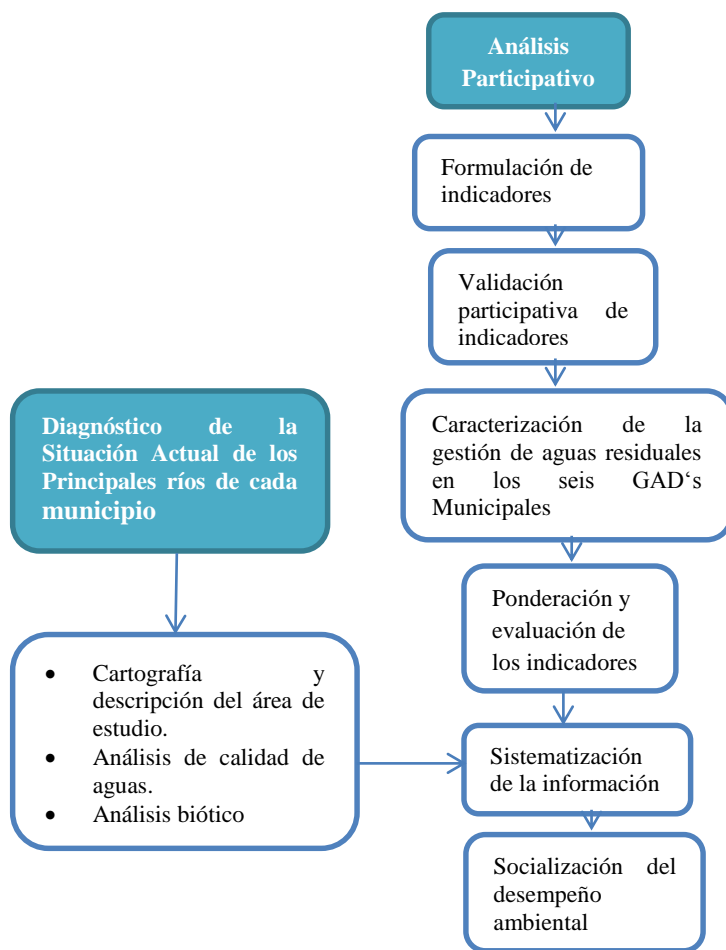 Análisis
Participativo
Formulación de
indicadores
Validación
participativa de
indicadores
Caracterización de la
gestión de aguas residuales
en los seis GAD‘s
Municipales
Ponderación y
evaluación de
los indicadores
Diagnóstico de la
Situación Actual de los
Principales ríos de cada
municipio
• Cartografía y
descripción del área de
estudio.
• Análisis de calidad de
aguas.
• Análisis biótico
Sistematización
de la información
Socialización del
desempeño
ambiental